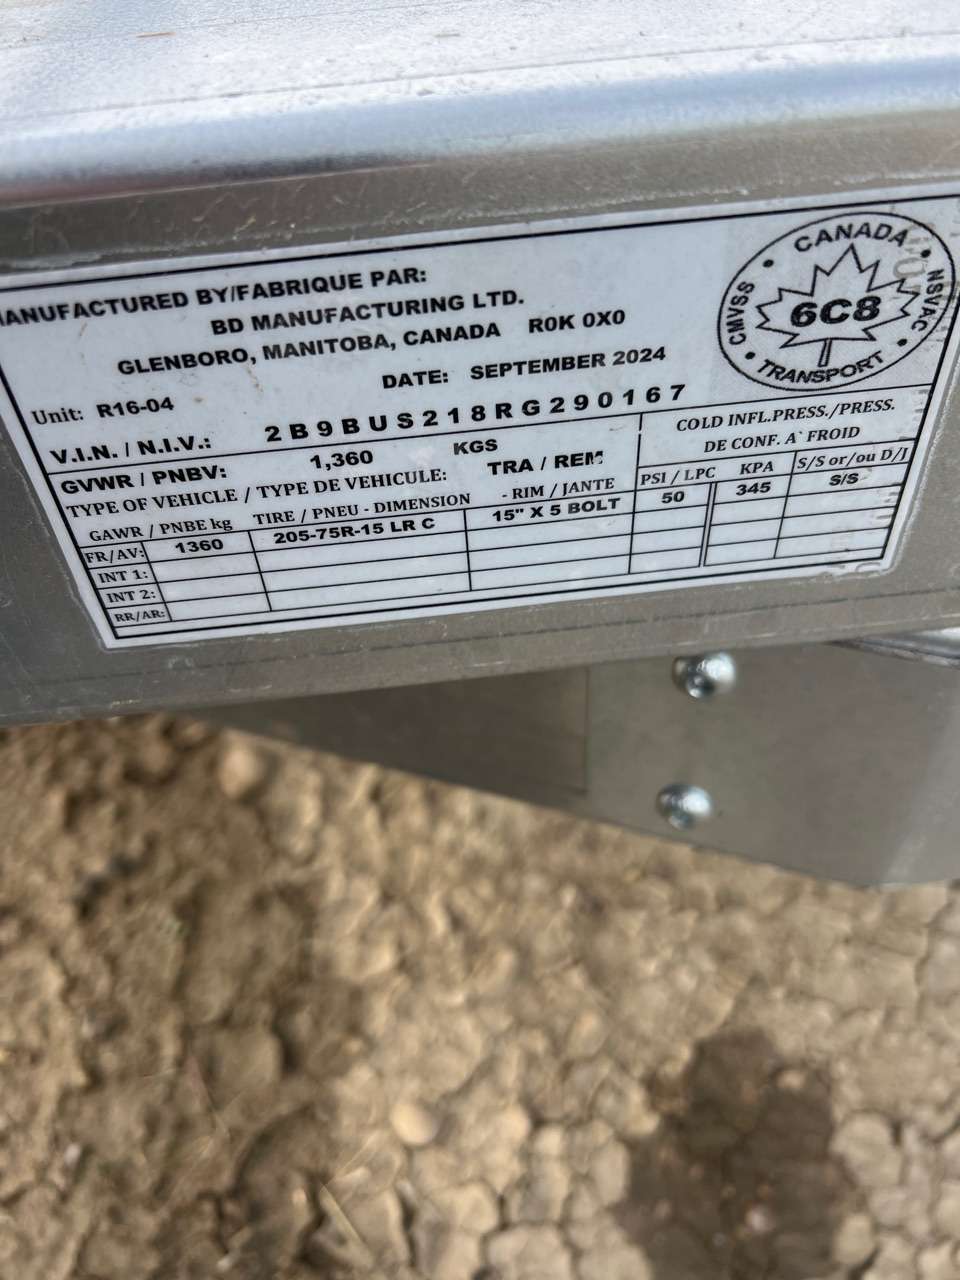 MANUFACTURED BY/FABRIQUE PAR:
BD MANUFACTURING LTD.
GLENBORO, MANITOBA, CANADA R0K 0X0
DATE: SEPTEMBER 2024
CANADA
CMVSS 6C8 NSVAC
TRANSPORT
Unit: R16-04
V.I.N. / N.I.V.: 2B9BUS218RG290167
GVWR / PNBV: 1,360 KGS
TYPE OF VEHICLE / TYPE DE VEHICULE: TRA / REM
COLD INFL.PRESS./PRESS.
DE CONF. A` FROID
GAWR / PNBE kg TIRE / PNEU - DIMENSION - RIM / JANTE PSI / LPC KPA S/S or/ou D/J
FR/AV: 1360 205-75R-15 LR C 15" X 5 BOLT 50 345 S/S
INT 1:
INT 2:
RR/AR: